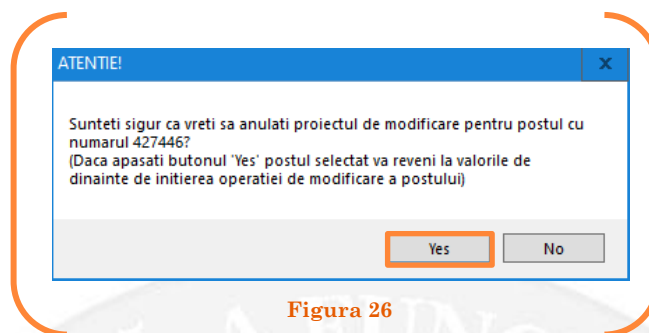 ATENTIE!
x
Sunteti sigur ca vreti sa anulati proiectul de modificare pentru postul cu
numarul 427446?
(Daca apasati butonul 'Yes' postul selectat va reveni la valorile de
dinainte de initierea operatiei de modificare a postului)
Yes
No
Figura 26